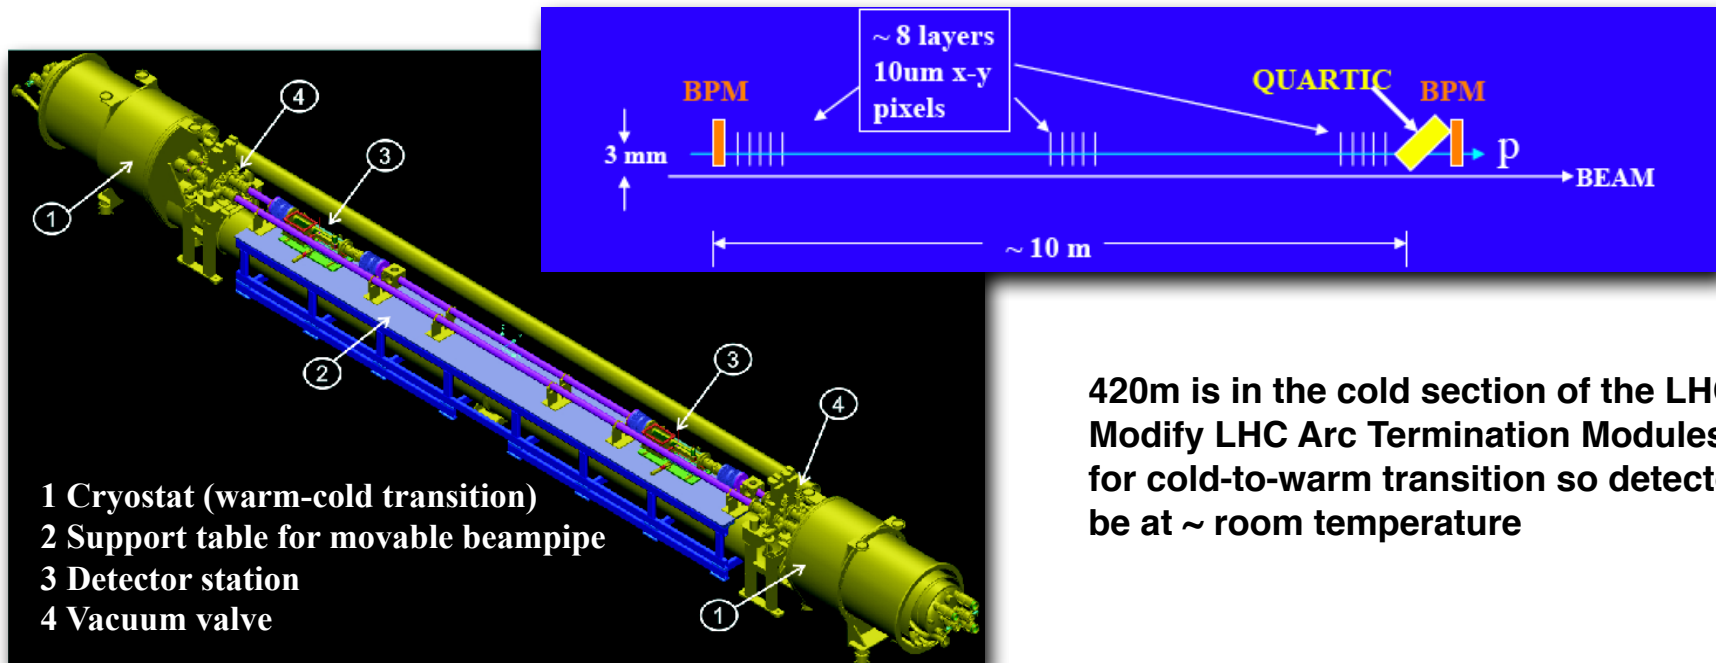 ~ 8 layers
10um x-y
pixels
BPM
QUARTIC
BPM
3 mm
p
BEAM
~ 10 m
4
3
1
2
3
4
1
1 Cryostat (warm-cold transition)
2 Support table for movable beampipe
3 Detector station
4 Vacuum valve
420m is in the cold section of the LHC
Modify LHC Arc Termination Modules
for cold-to-warm transition so detect
be at ~ room temperature